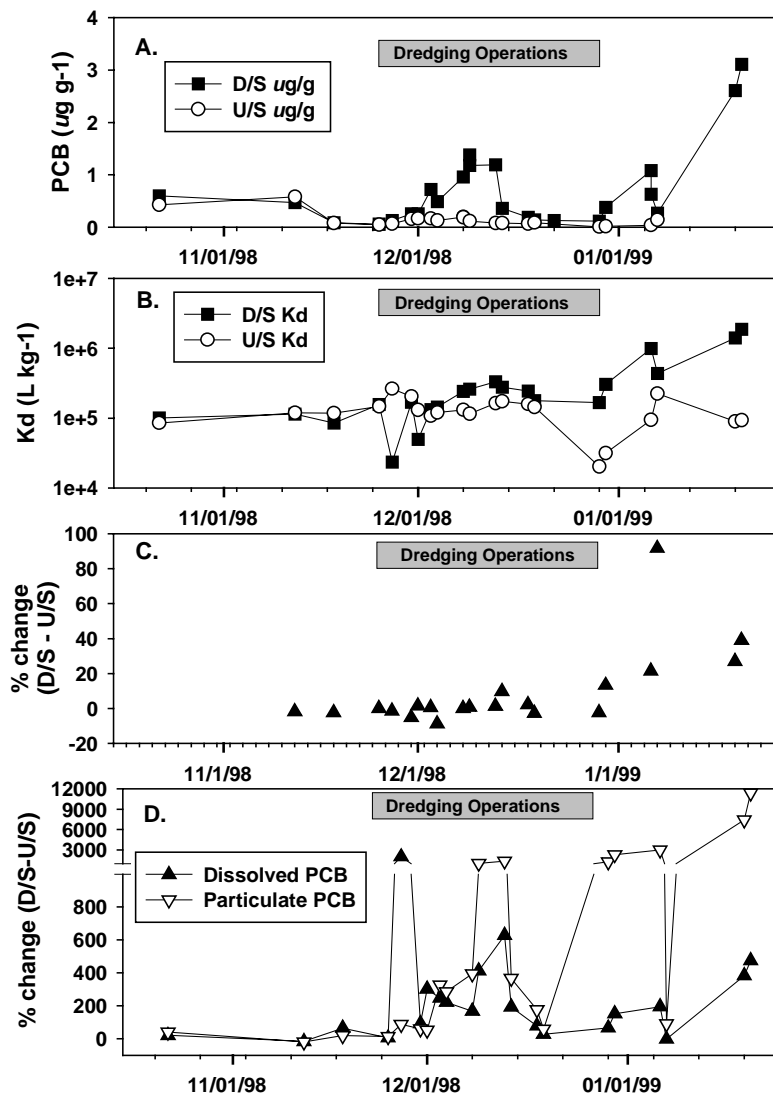 A.
Dredging Operations
D/S ug/g
U/S ug/g
PCB (ug g-1)
4
3
2
1
0
11/01/98
12/01/98
01/01/99
B.
Dredging Operations
D/S Kd
U/S Kd
Kd (L kg-1)
1e+7
1e+6
1e+5
1e+4
11/01/98
12/01/98
01/01/99
C.
Dredging Operations
% change
(D/S - U/S)
100
80
60
40
20
0
-20
11/1/98
12/1/98
1/1/99
D.
Dredging Operations
Dissolved PCB
Particulate PCB
% change (D/S-U/S)
12000
9000
6000
3000
800
600
400
200
0
11/01/98
12/01/98
01/01/99